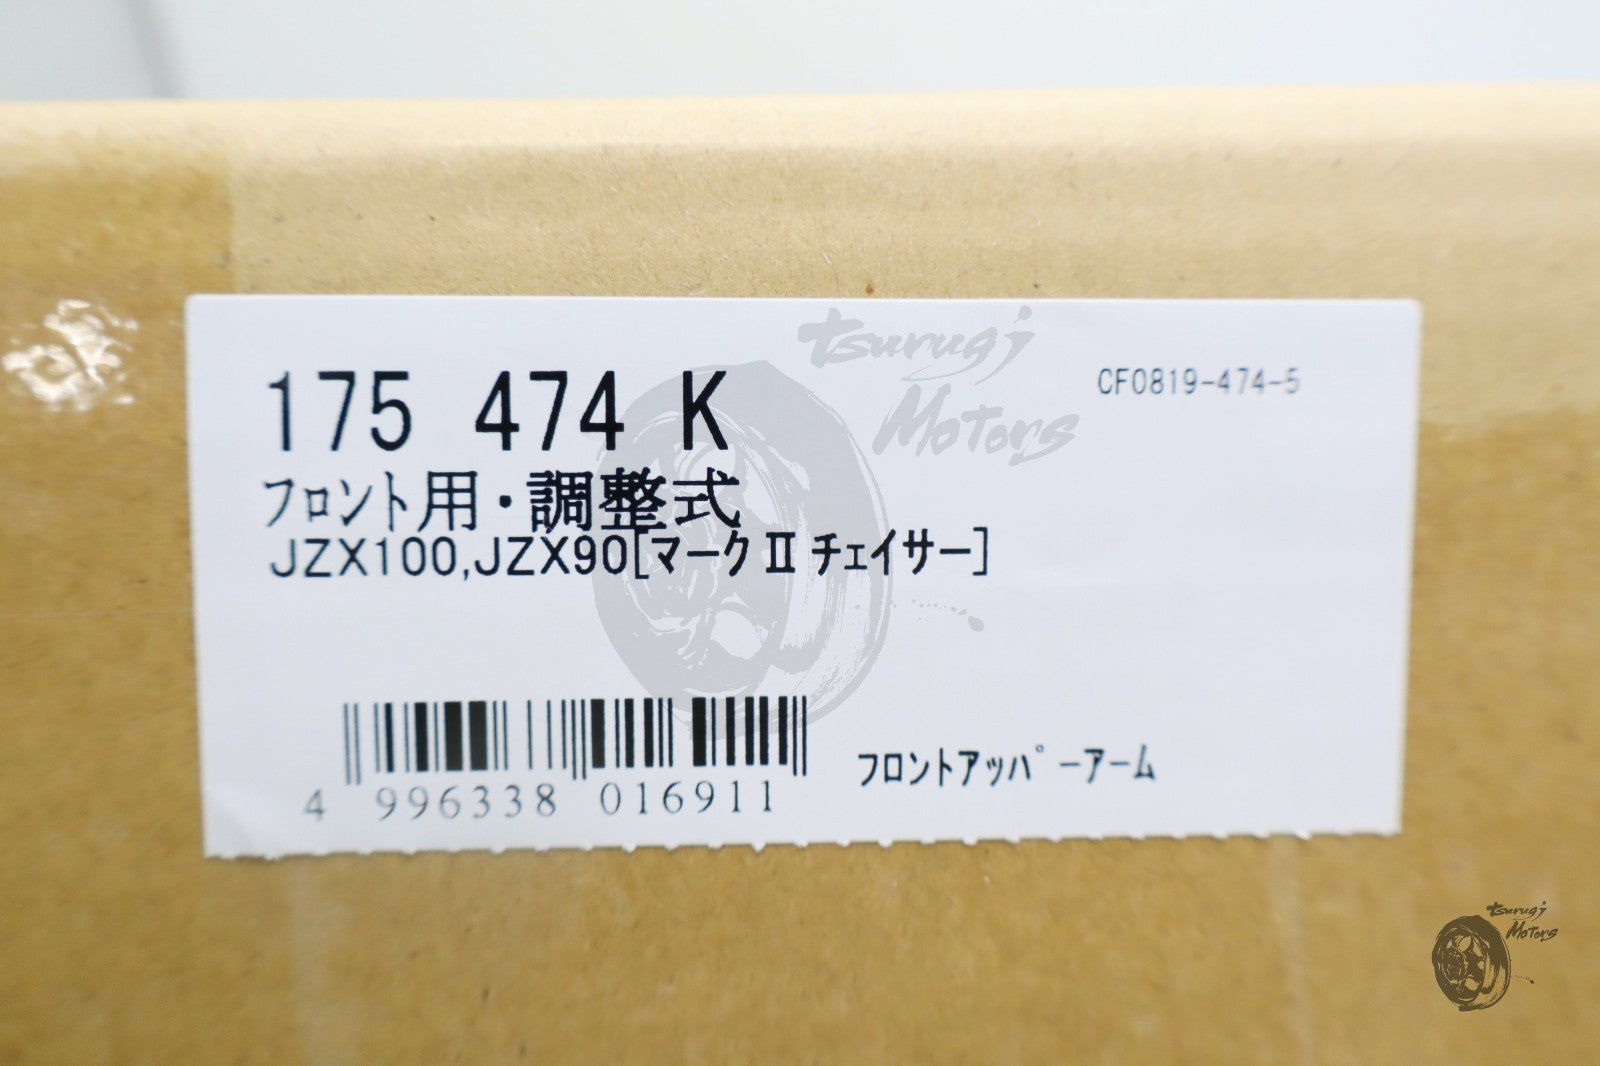 tsurugi
Motors
175 474 K
CF0819-474-5
フロント用・調整式
JZX100,JZX90[マークⅡ チェイサー]
4 996338 016911
フロントアッパーアーム
tsurugi
Motors